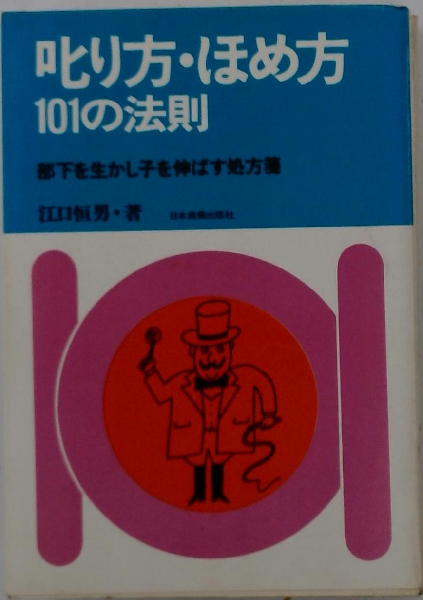 叱り方・ほめ方
101の法則
部下を生かし子を伸ばす処方箋
江口恒男・著 日本実業出版社